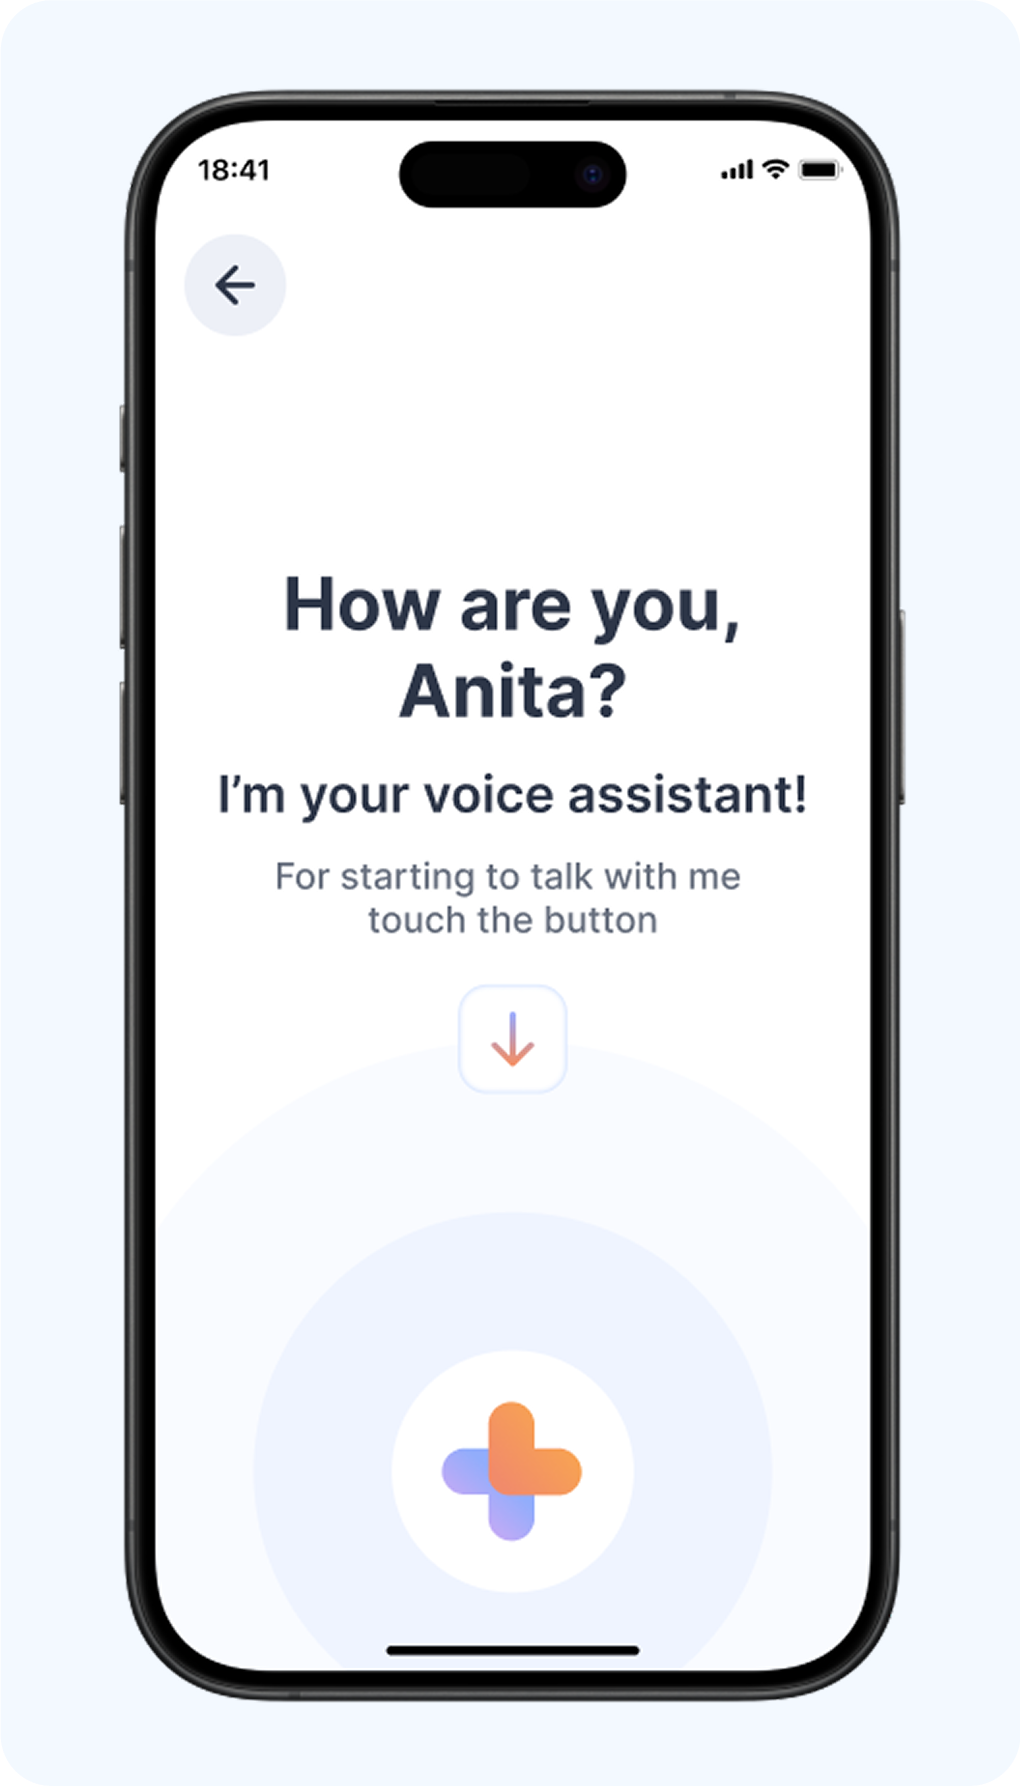 18:41
How are you,
Anita?
I’m your voice assistant!
For starting to talk with me
touch the button